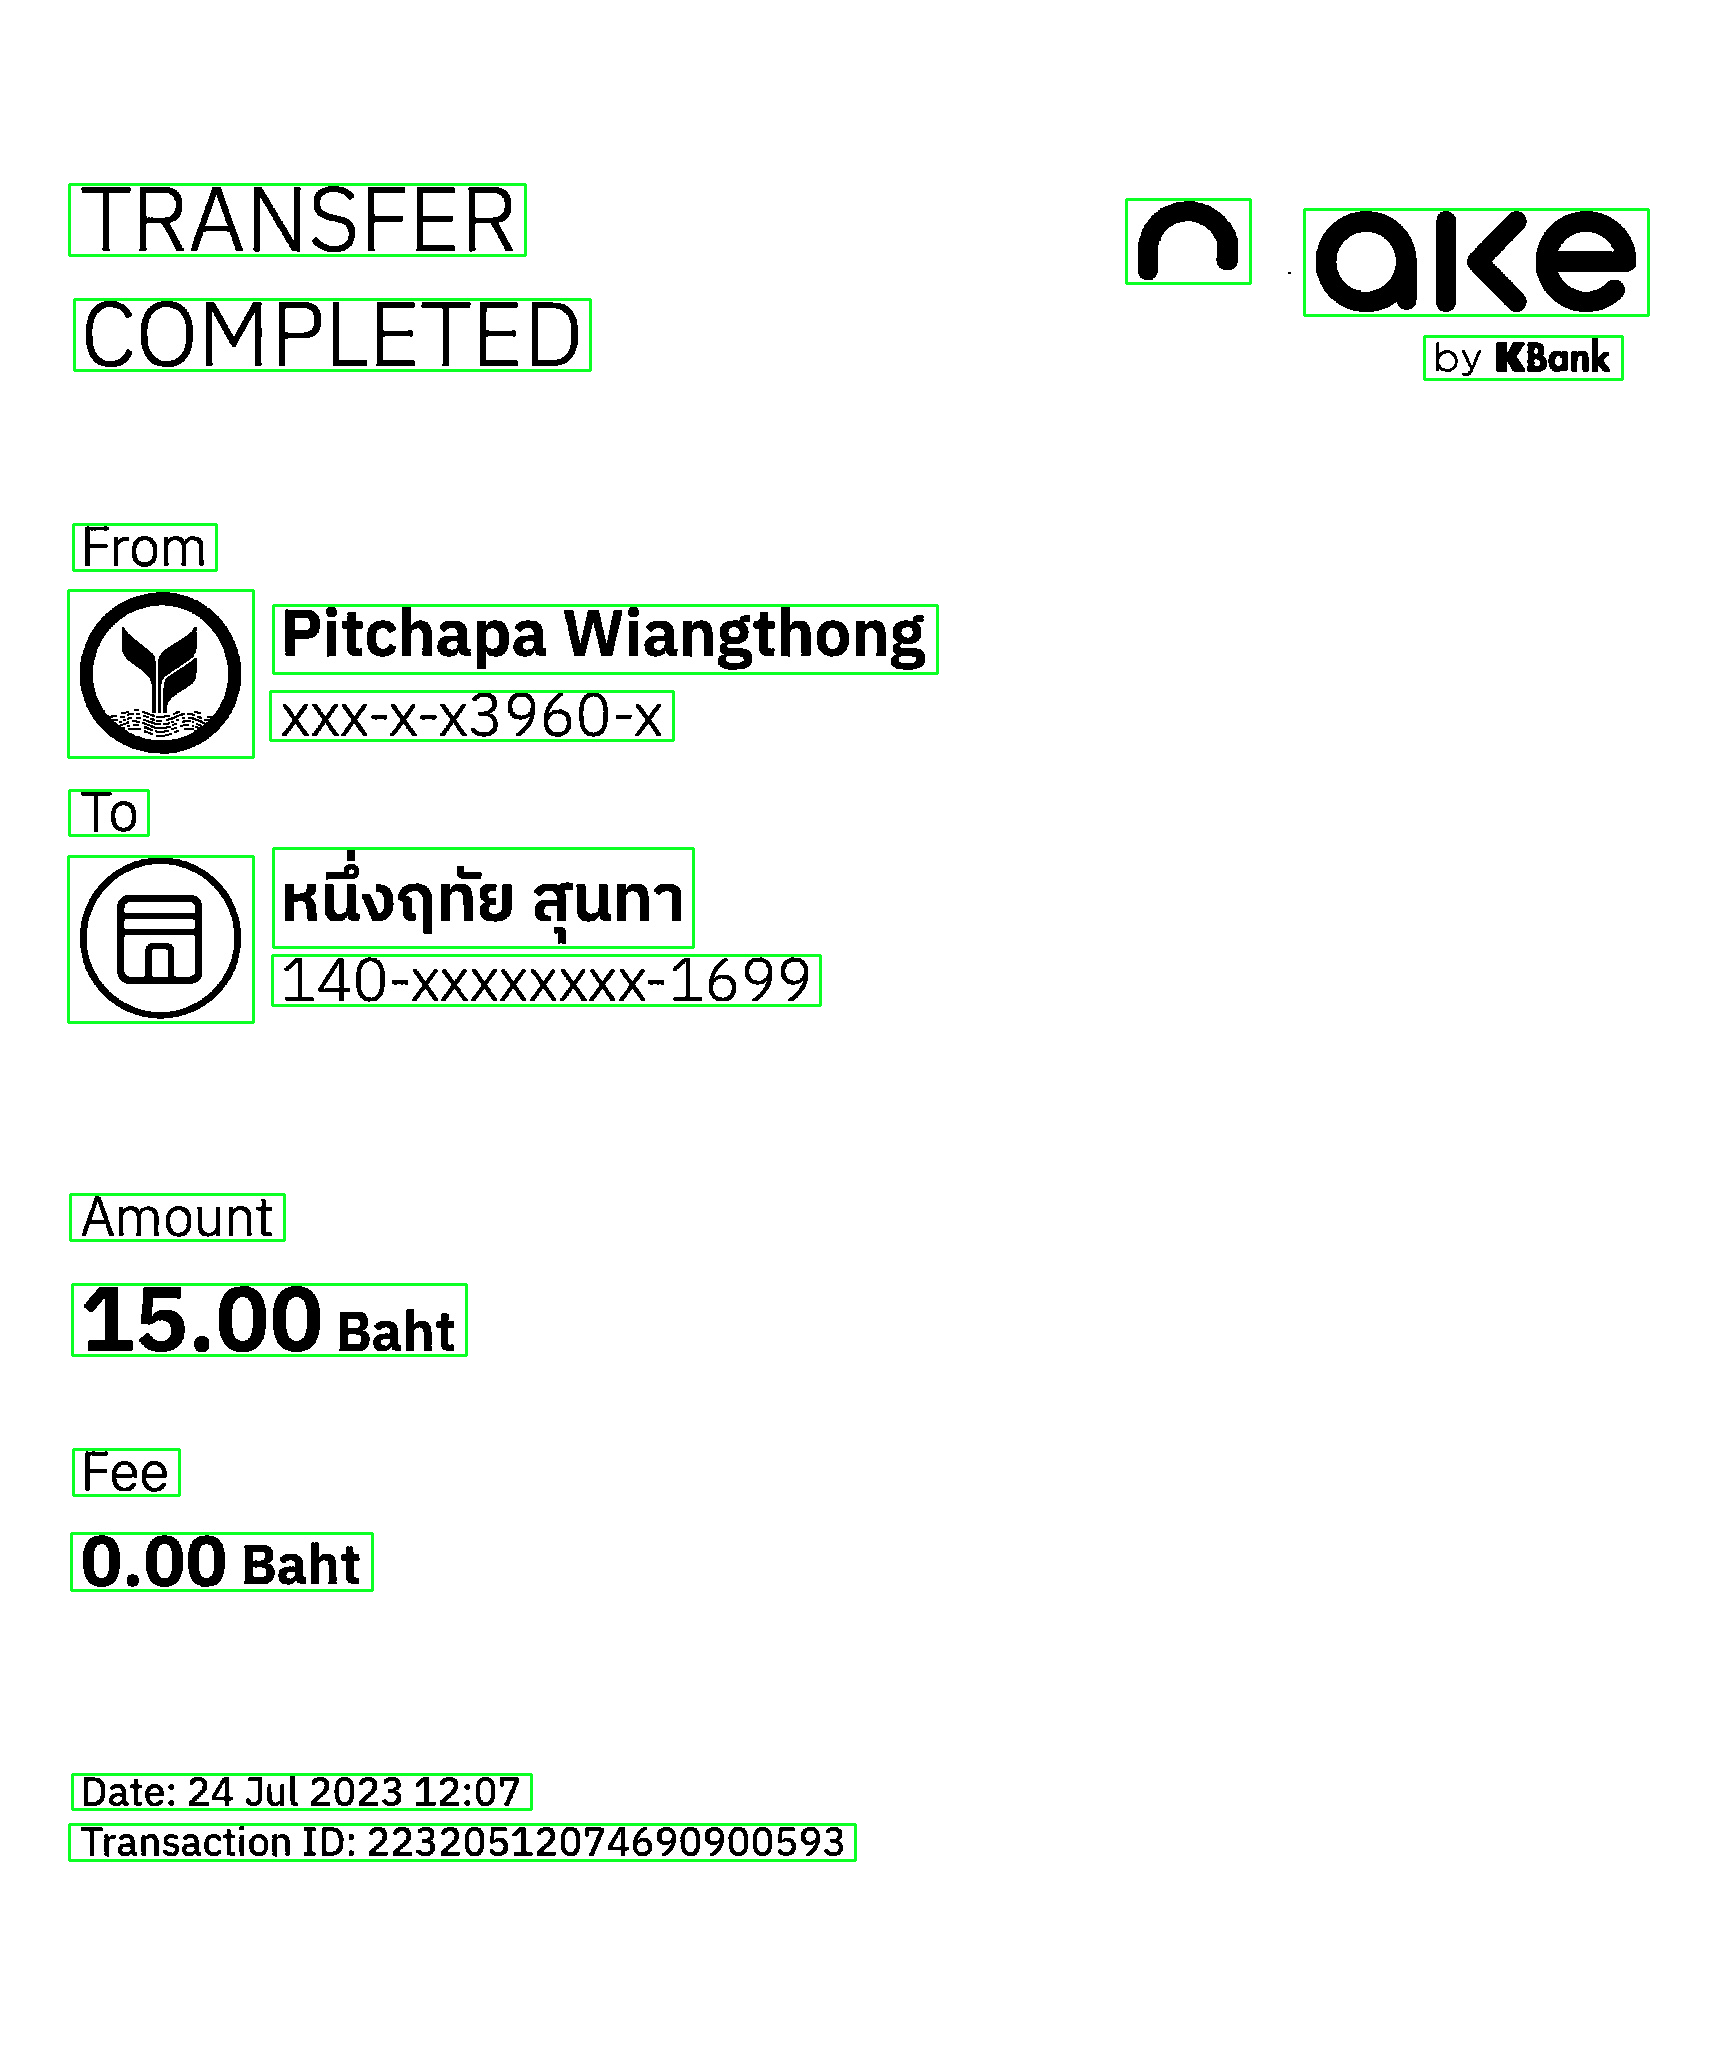 TRANSFER
COMPLETED
ake
by KBank
From
Pitchapa Wiangthong
xxx-x-x3960-x
To
หนึ่งฤทัย สุนทา
140-xxxxxxxx-1699
Amount
15.00 Baht
Fee
0.00 Baht
Date: 24 Jul 2023 12:07
Transaction ID: 22320512074690900593